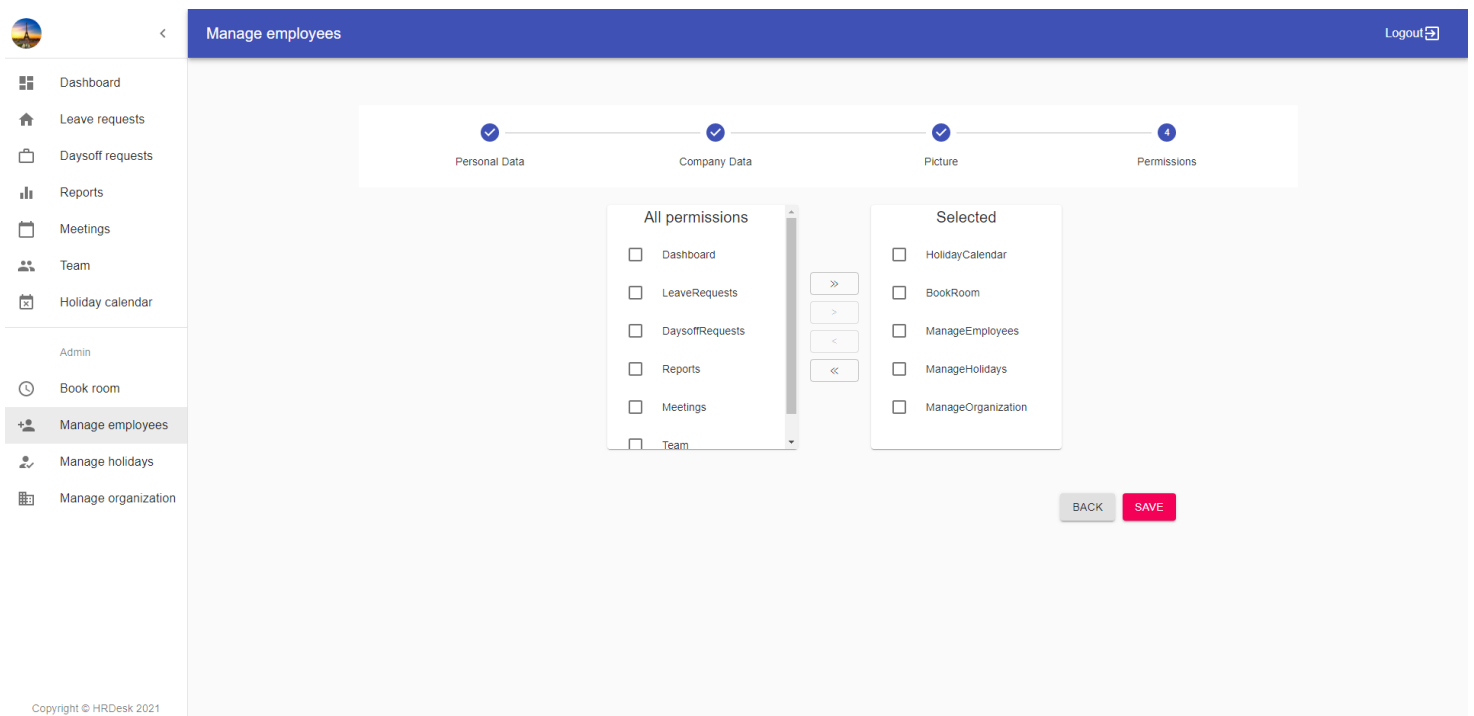 Manage employees
Logout
Dashboard
Leave requests
Daysoff requests
Reports
Meetings
Team
Holiday calendar
Admin
Book room
Manage employees
Manage holidays
Manage organization
Copyright © HRDesk 2021
Personal Data
Company Data
Picture
4
Permissions
All permissions
Dashboard
LeaveRequests
DaysoffRequests
Reports
Meetings
Team
»
>
<
«
Selected
HolidayCalendar
BookRoom
ManageEmployees
ManageHolidays
ManageOrganization
BACK
SAVE